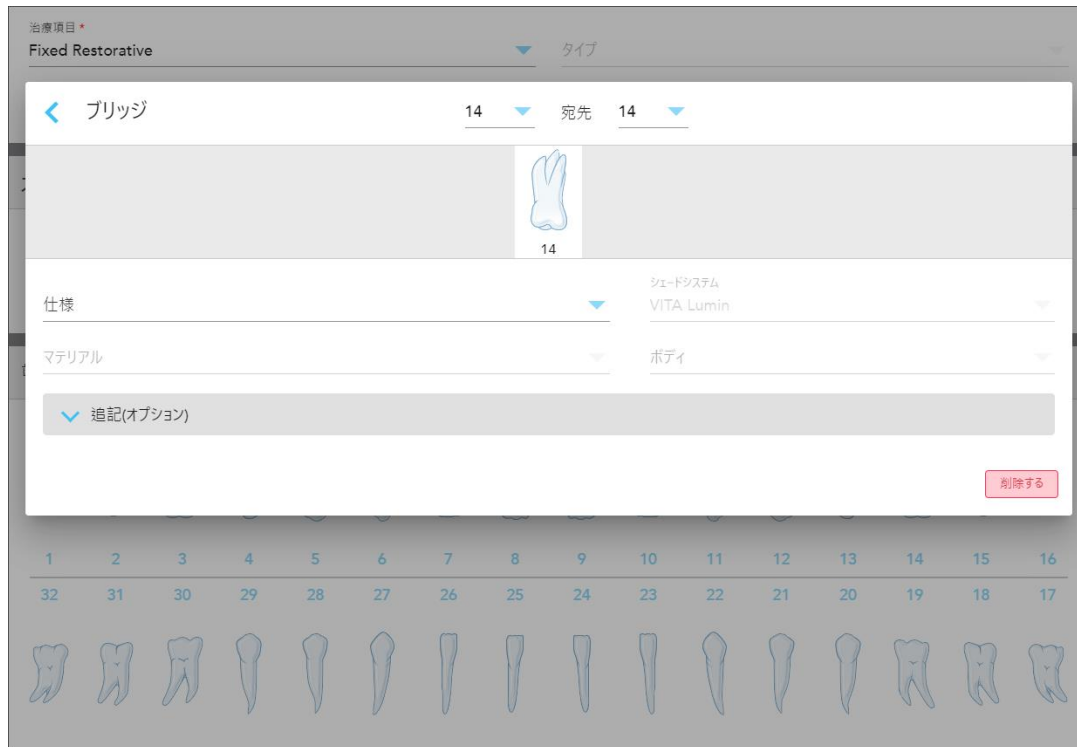 治療項目 *
Fixed Restorative
タイプ
ブリッジ
14 宛先 14
14
仕様
シェードシステム
VITA Lumin
マテリアル
ボディ
追記(オプション)
削除する
1 2 3 4 5 6 7 8 9 10 11 12 13 14 15 16
32 31 30 29 28 27 26 25 24 23 22 21 20 19 18 17